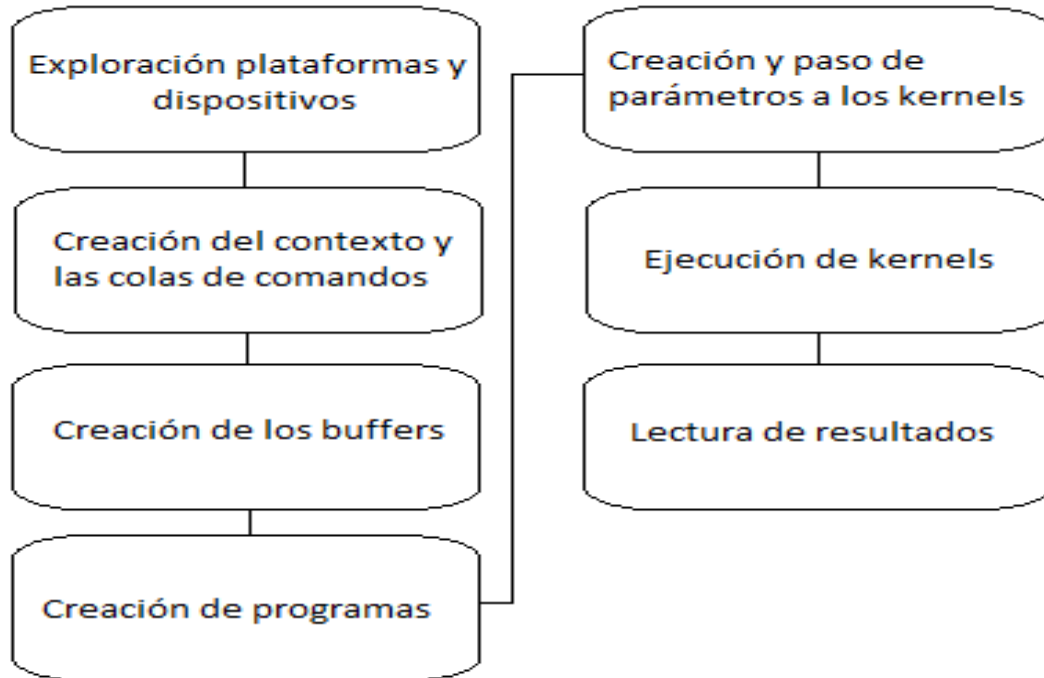 Exploración plataformas y
dispositivos
Creación del contexto y
las colas de comandos
Creación de los buffers
Creación de programas
Creación y paso de
parámetros a los kernels
Ejecución de kernels
Lectura de resultados